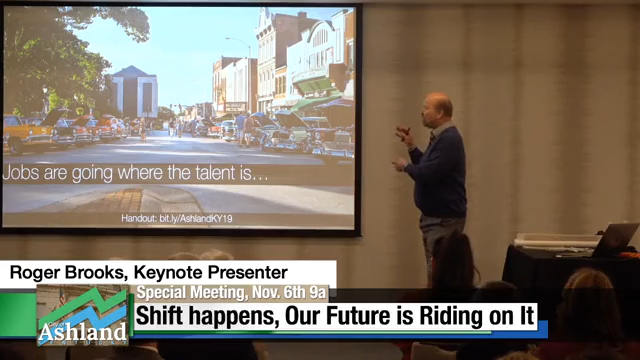 Jobs are going where the talent is...
Handout: bit.ly/AshlandKY19
Roger Brooks, Keynote Presenter
Special Meeting, Nov. 6th 9a
Shift happens, Our Future is Riding on It
Ashland